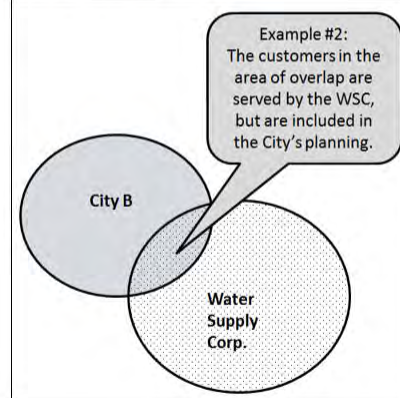 Example #2:
The customers in the
area of overlap are
served by the WSC,
but are included in
the City's planning.
City B
Water
Supply
Corp.